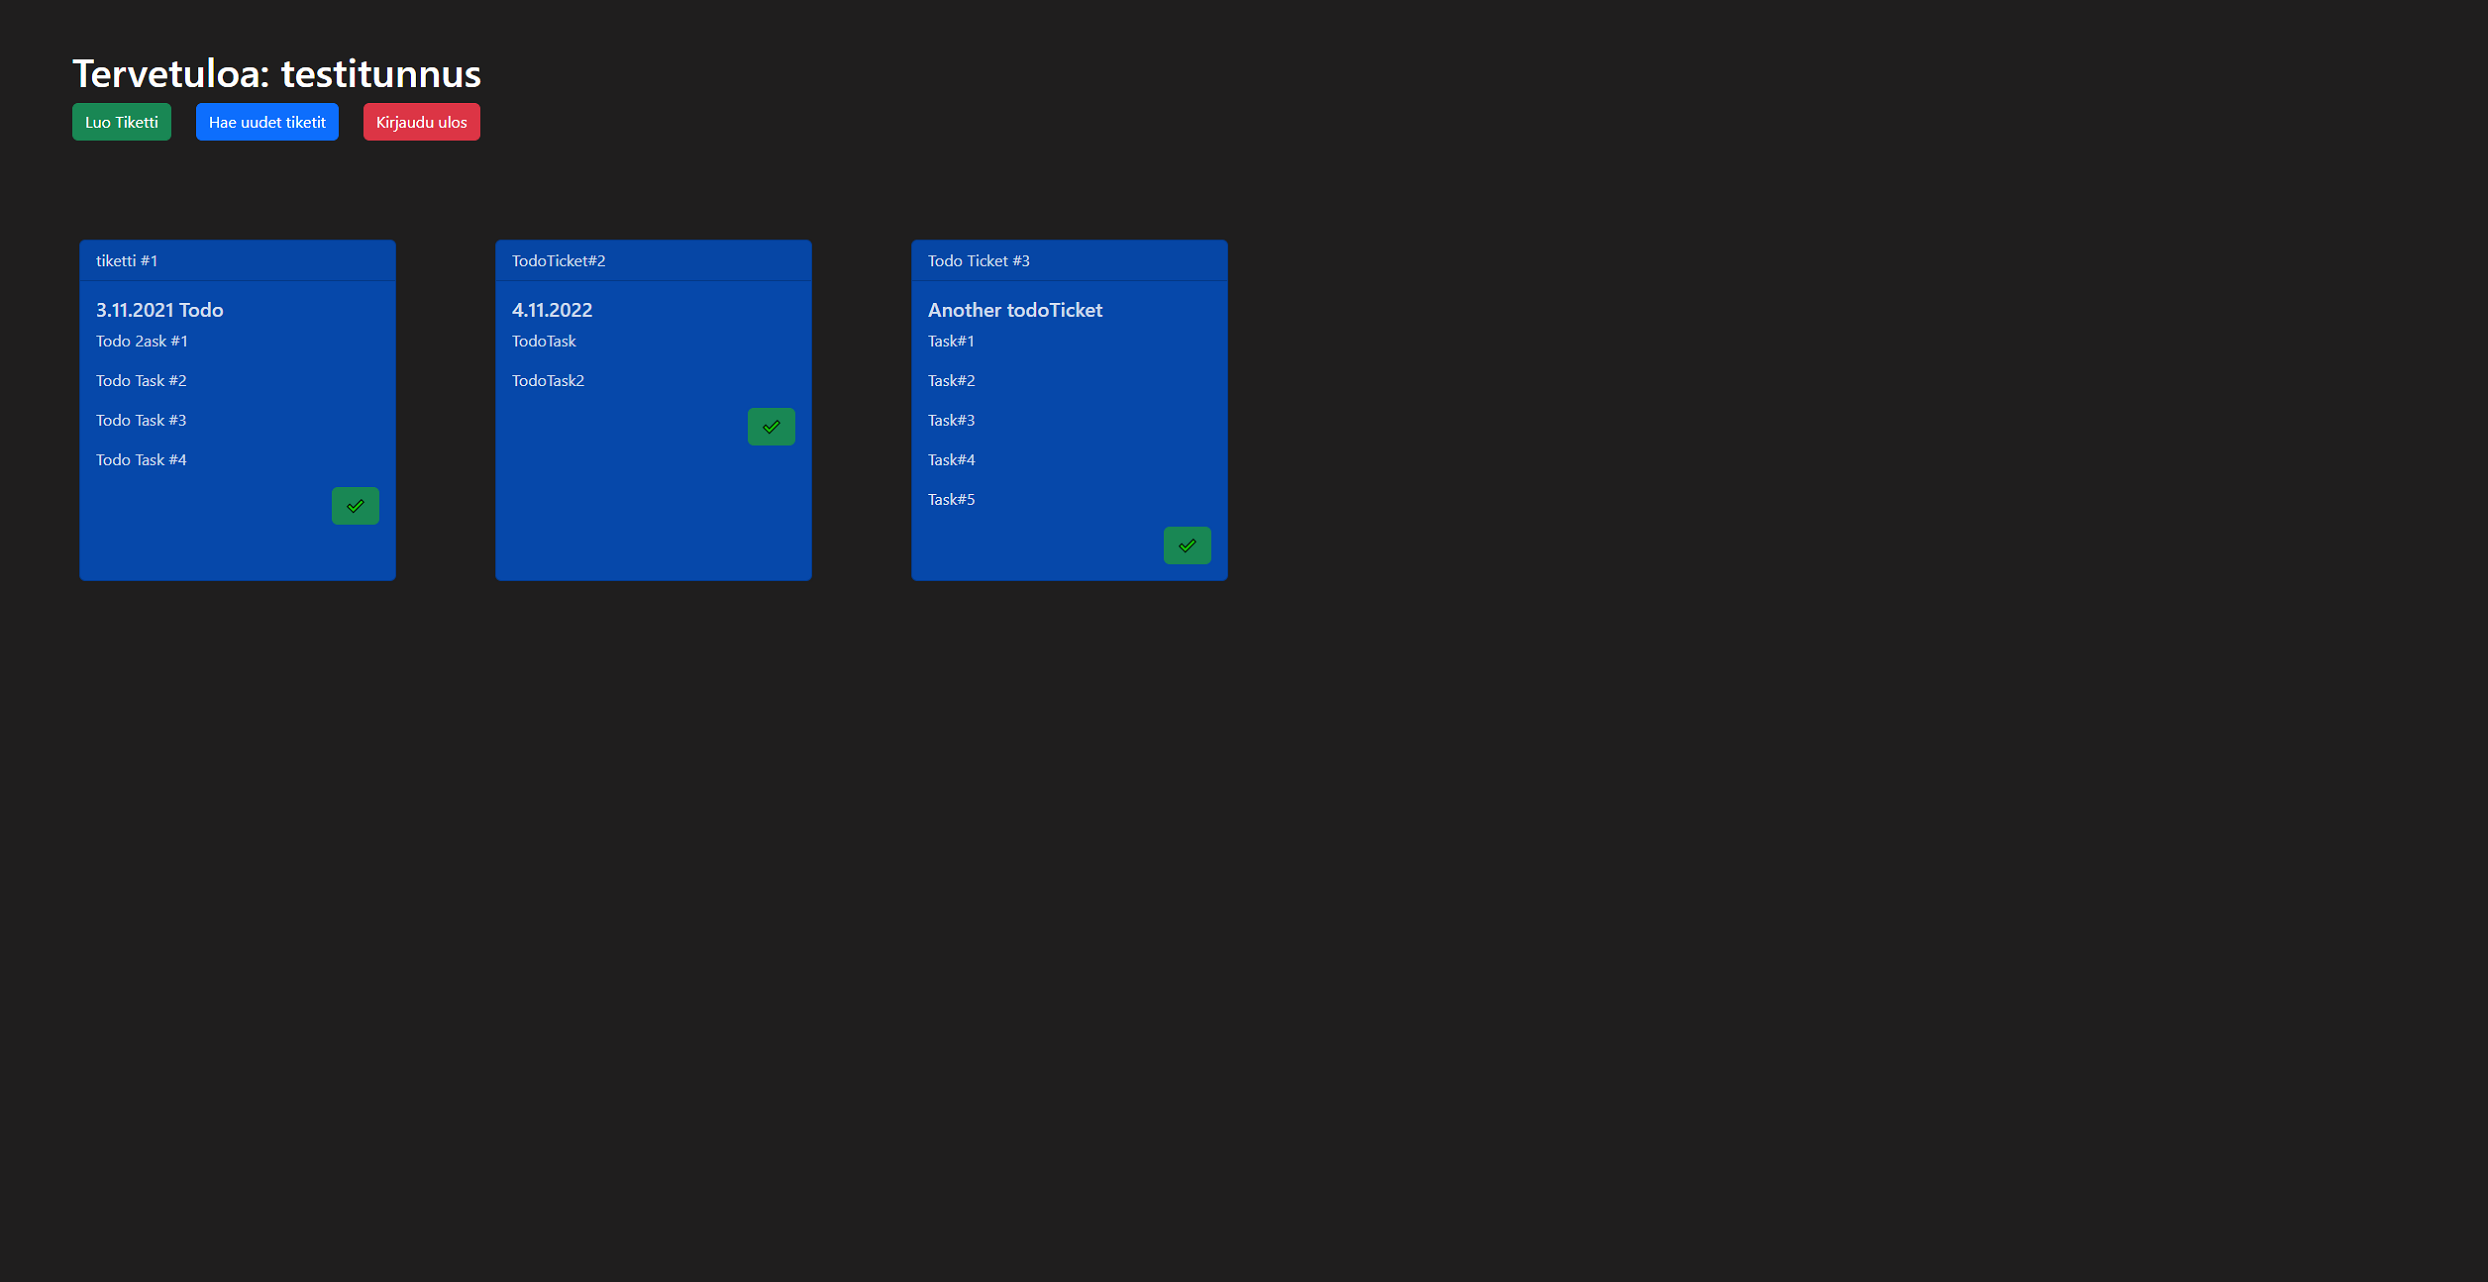 Tervetuloa: testitunnus
Luo Tiketti
Hae uudet tiketit
Kirjaudu ulos
tiketti #1
3.11.2021 Todo
Todo 2ask #1
Todo Task #2
Todo Task #3
Todo Task #4
TodoTicket#2
4.11.2022
TodoTask
TodoTask2
Todo Ticket #3
Another todoTicket
Task#1
Task#2
Task#3
Task#4
Task#5